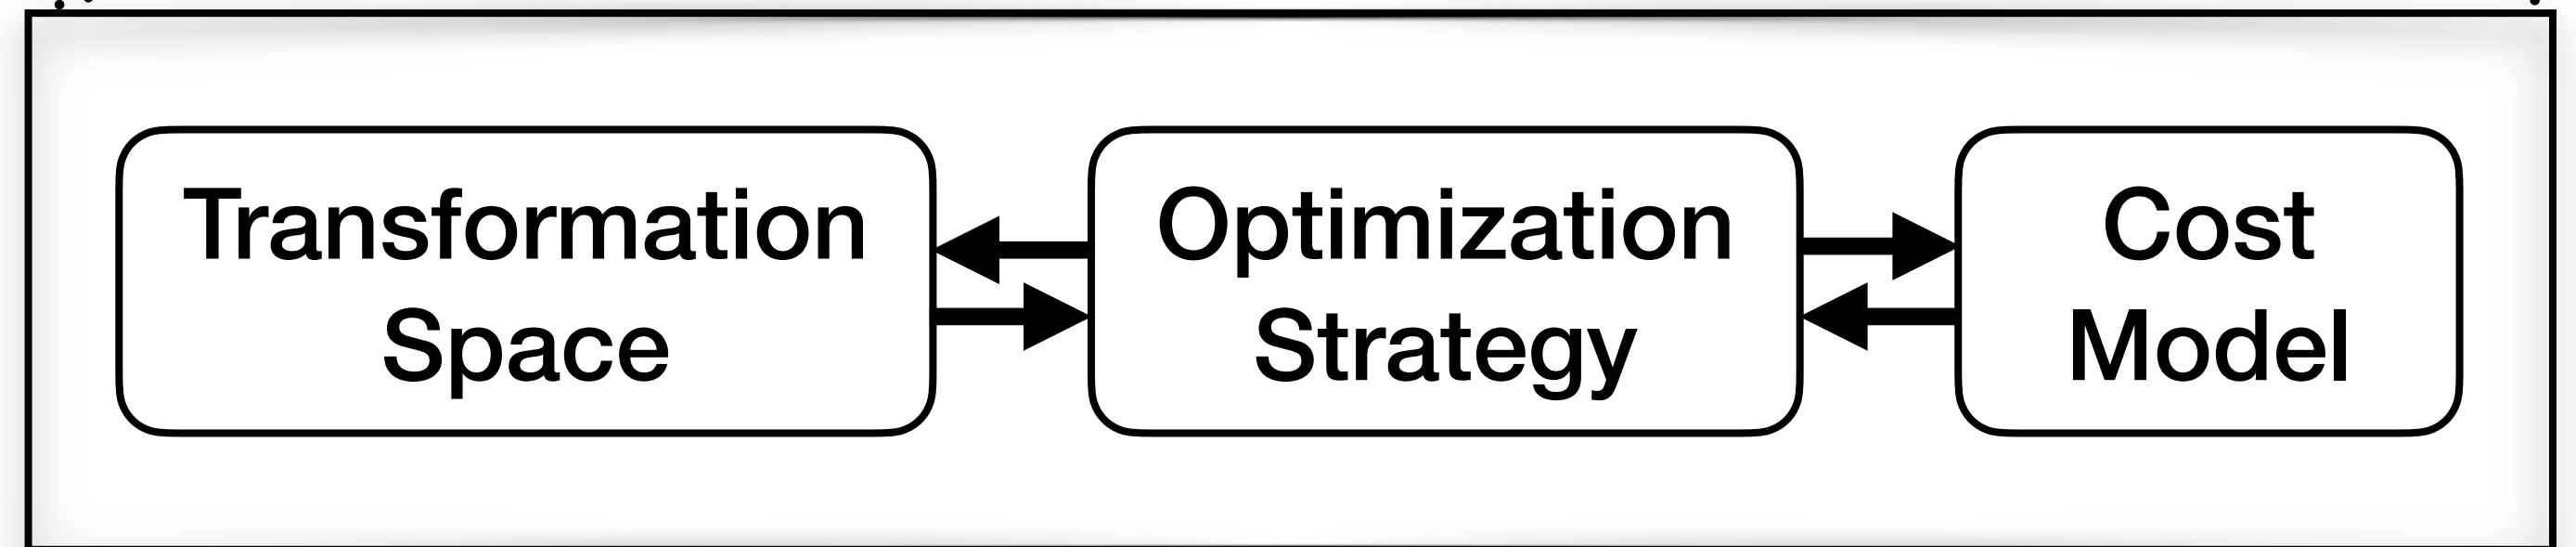 Transformation
Space
Optimization
Strategy
Cost
Model